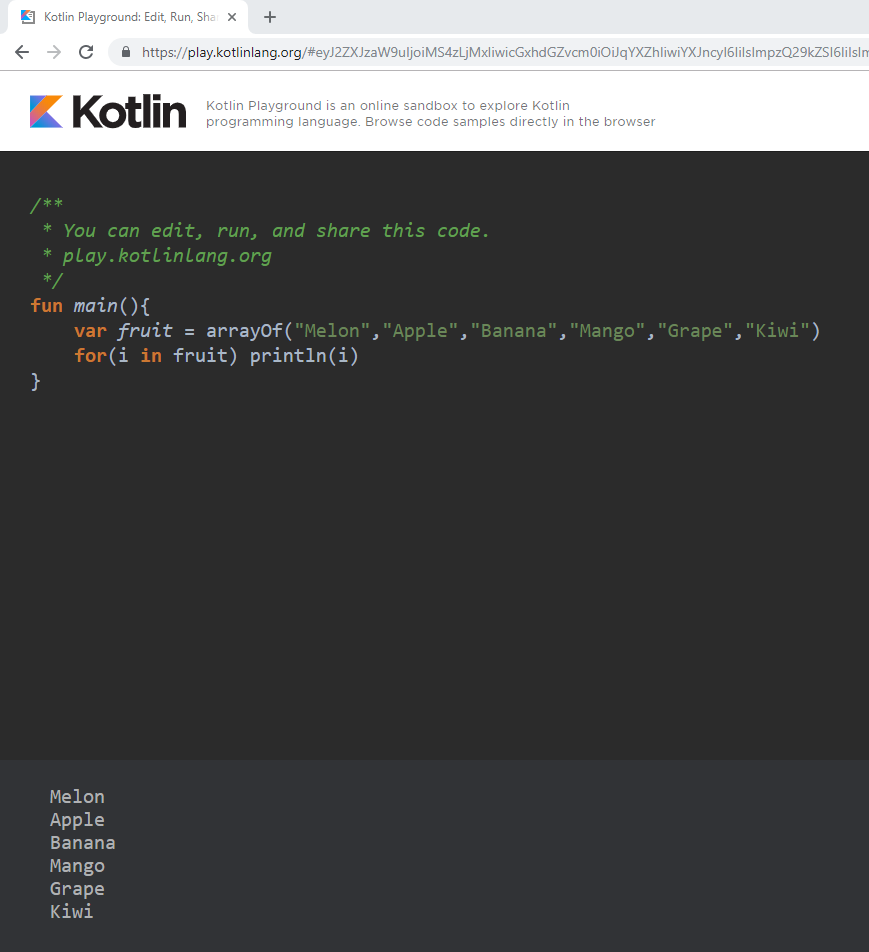 Kotlin Playground: Edit, Run, Sha
https://play.kotlinlang.org/
Kotlin
Kotlin Playground is an online sandbox to explore Kotlin
programming language. Browse code samples directly in the browser
/**
 * You can edit, run, and share this code.
 * play.kotlinlang.org
 */
fun main(){
    var fruit = arrayOf("Melon","Apple","Banana","Mango","Grape","Kiwi")
    for(i in fruit) println(i)
}
Melon
Apple
Banana
Mango
Grape
Kiwi